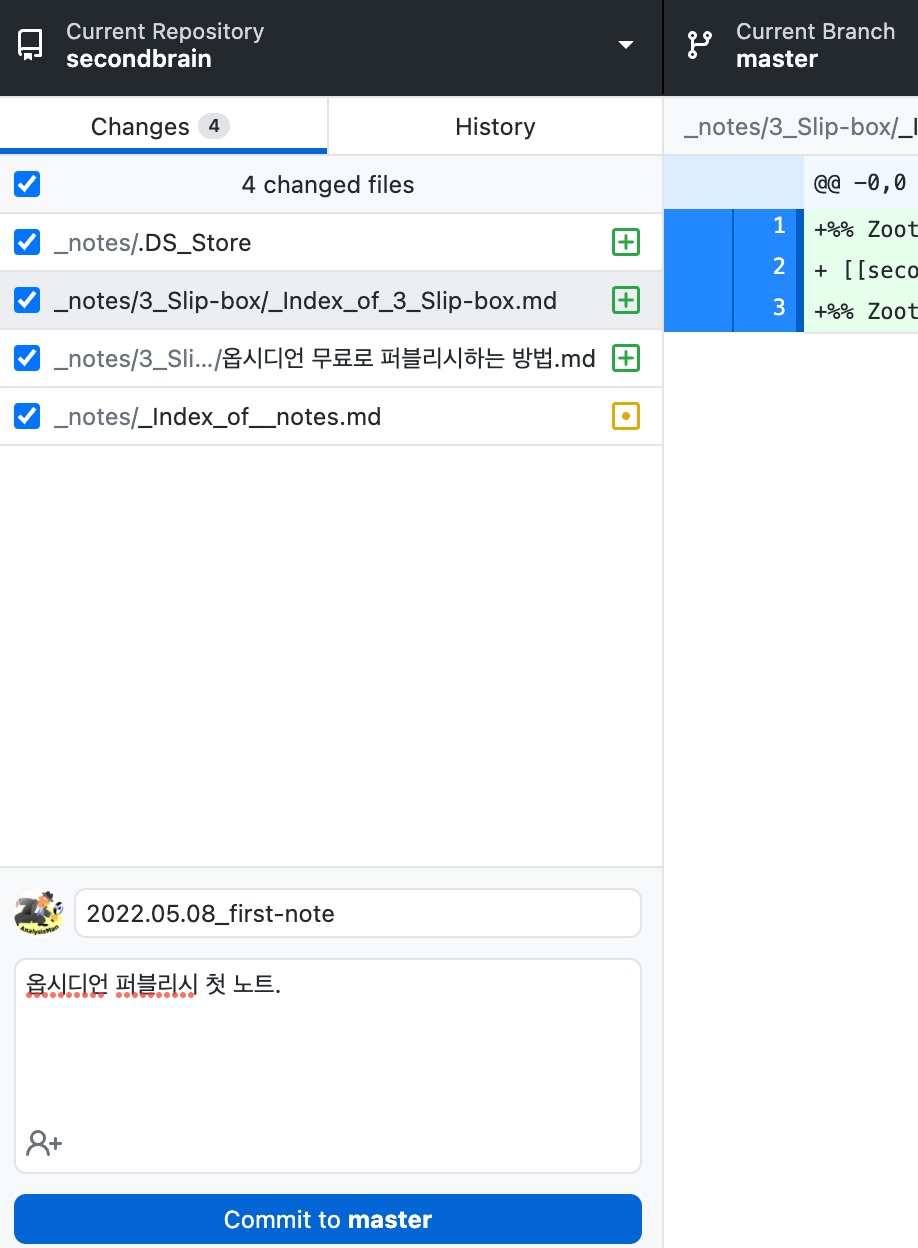 Current Repository
secondbrain
Current Branch
master
Changes 4
History
_notes/3_Slip-box/_I
4 changed files
_notes/.DS_Store
_notes/3_Slip-box/_Index_of_3_Slip-box.md
_notes/3_Sli.../옵시디언 무료로 퍼블리시하는 방법.md
_notes/_Index_of__notes.md
@@ -0,0
1 +%% Zoot
2 + [[seco
3 +%% Zoot
AnalysisMan
2022.05.08_first-note
옵시디언 퍼블리시 첫 노트.
Commit to master